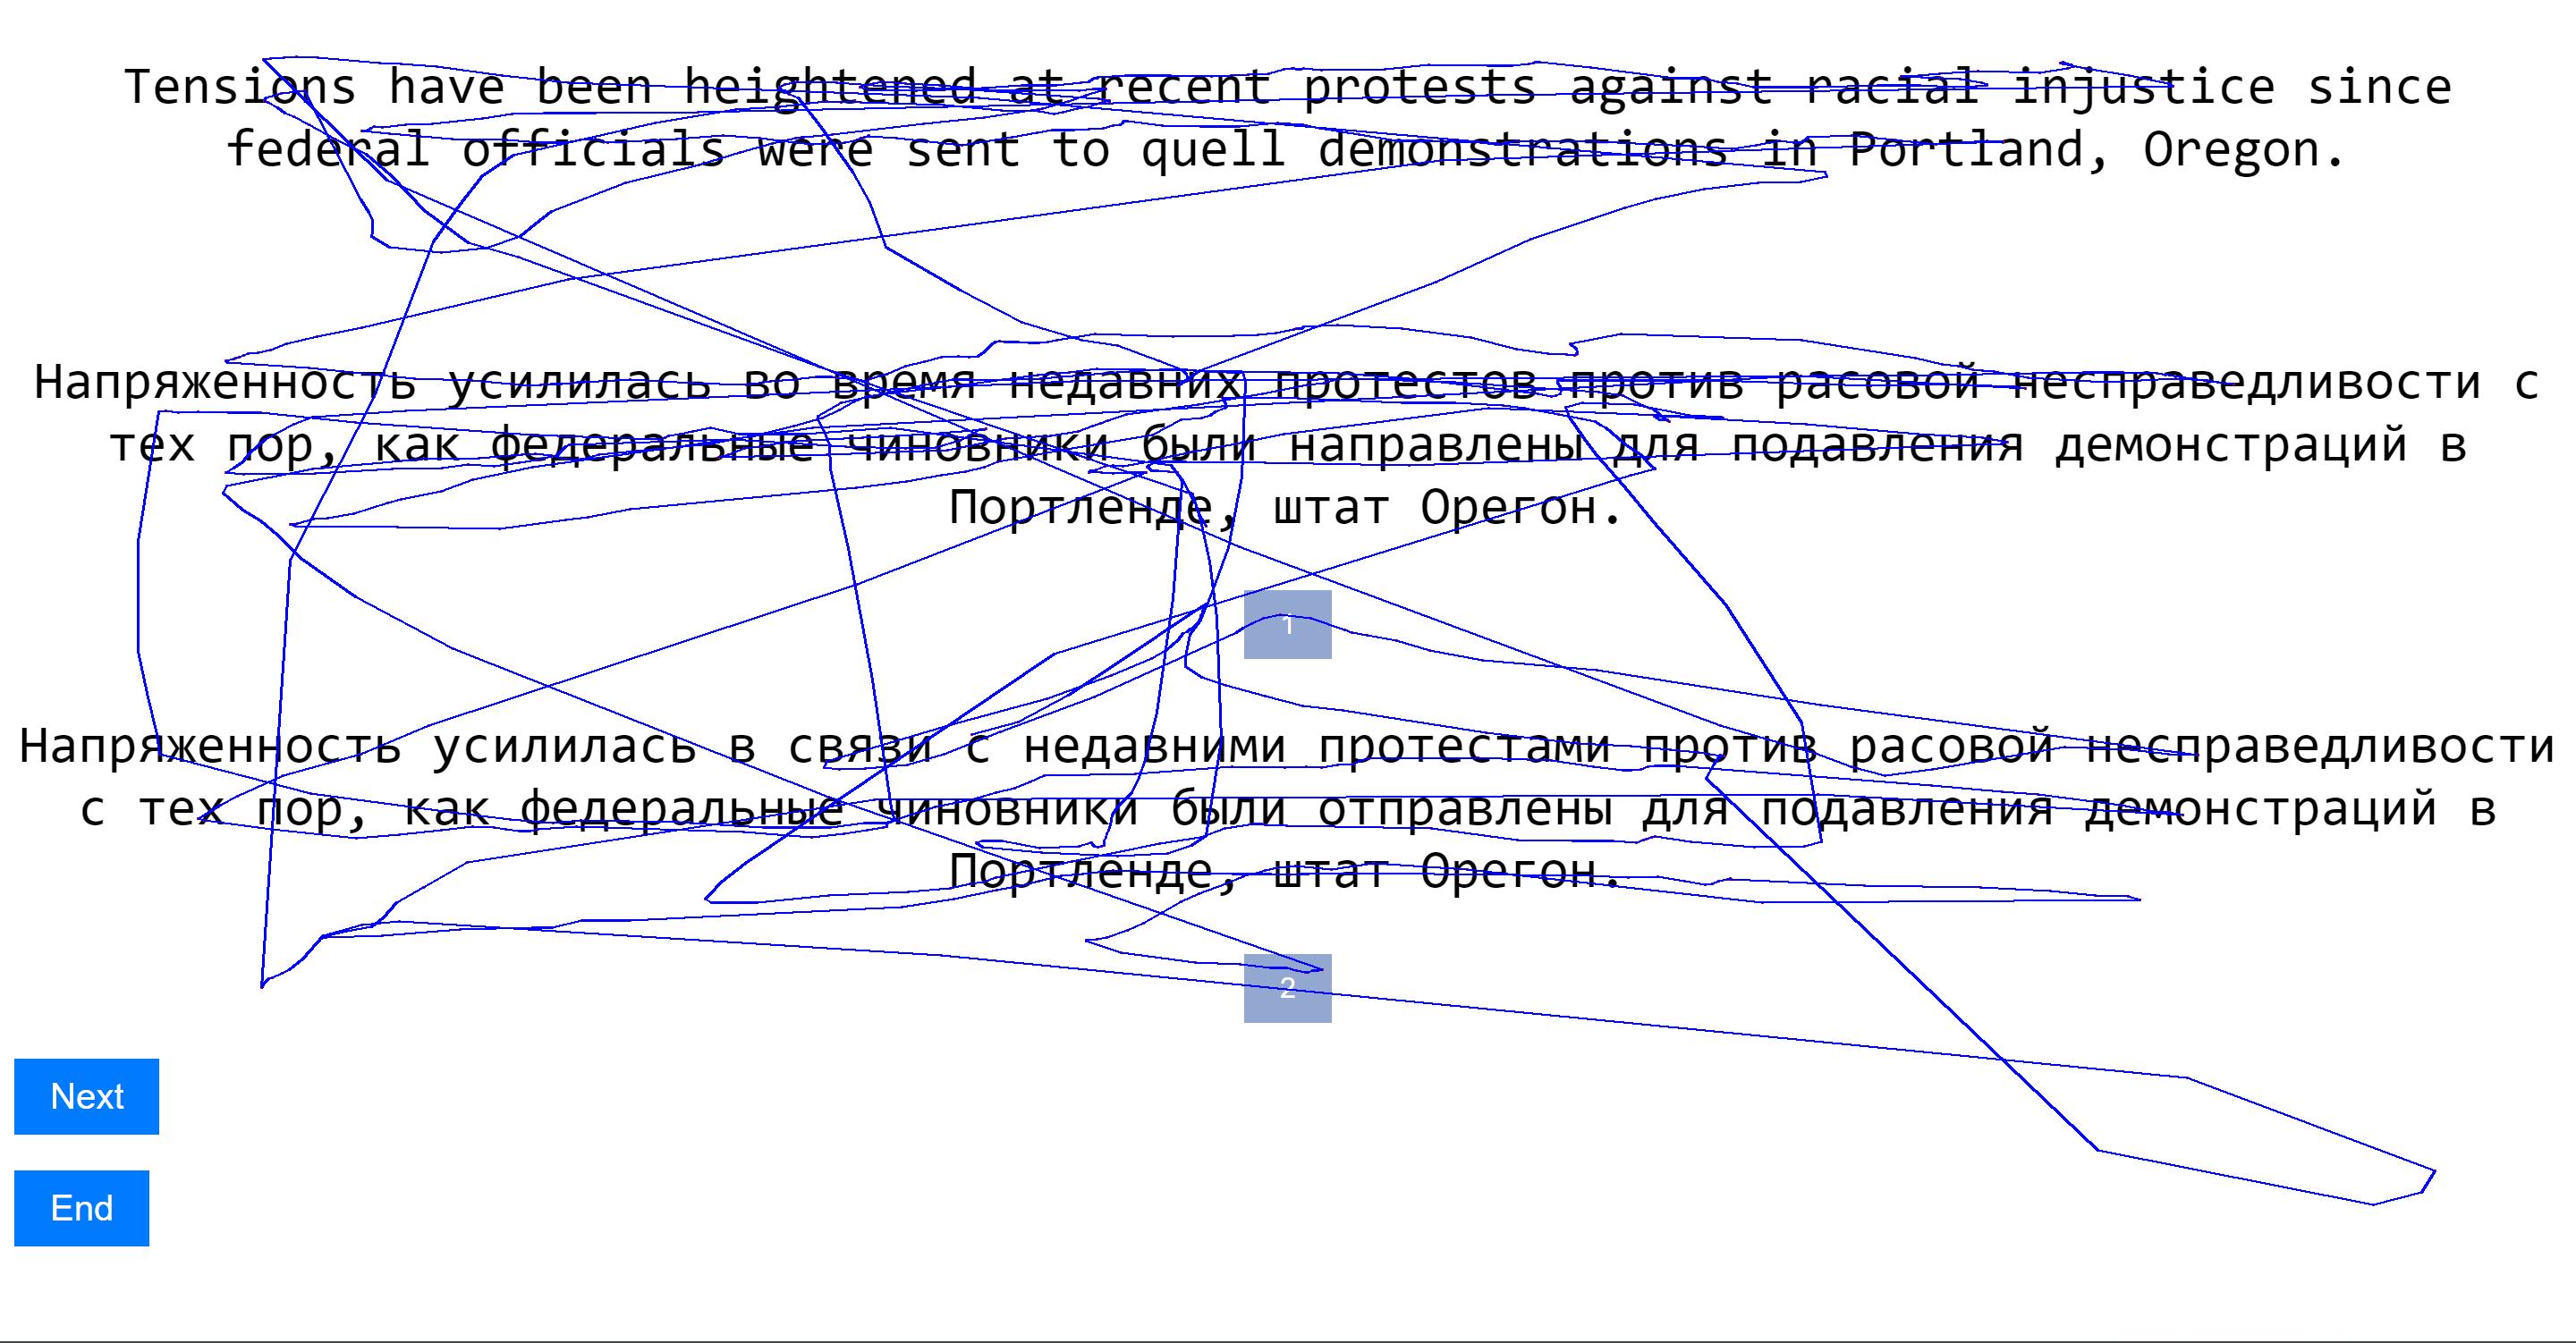 Tensions have been heightened at recent protests against racial injustice since
federal officials were sent to quell demonstrations in Portland, Oregon.
Напряженность усилилась во время недавних протестов против расовой несправедливости с
тех пор, как федеральные чиновники были направлены для подавления демонстраций в
Портленде, штат Орегон.
1
Напряженность усилилась в связи с недавними протестами против расовой несправедливости
с тех пор, как федеральные чиновники были отправлены для подавления демонстраций в
Портленде, штат Орегон.
2
Next
End